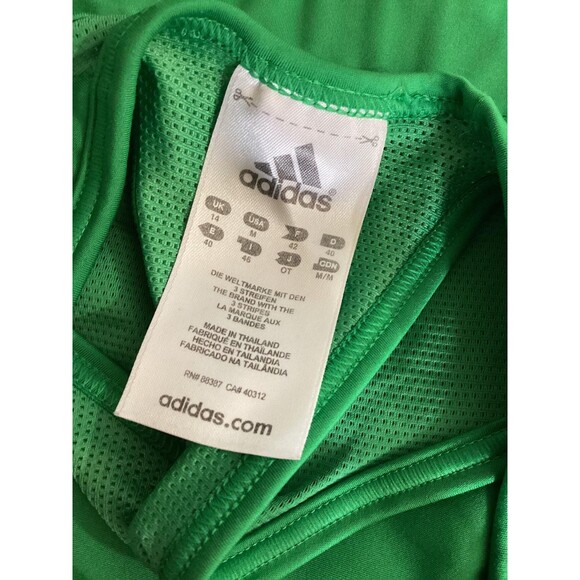 adidas®
UK USA F D
14 M 42 40
E I J CDN
40 46 OT M/M
DIE WELTMARKE MIT DEN
3 STREIFEN
THE BRAND WITH THE
3 STRIPES
LA MARQUE AUX
3 BANDES
MADE IN THAILAND
FABRIQUE EN THAÏLANDE
HECHO EN TAILANDIA
FABRICADO NA TAILÂNDIA
RN# 88387 CA# 40312
adidas.com